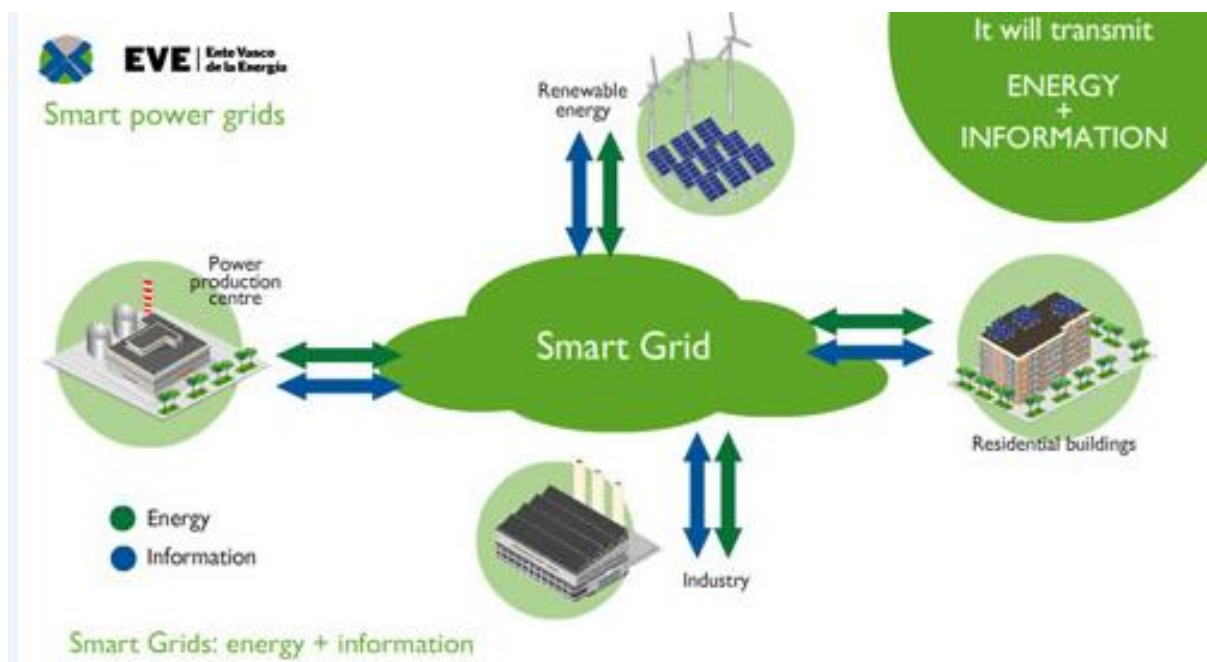 EVE
Ente Vasco
de la Energía
Smart power grids
Renewable
energy
It will transmit
ENERGY
+
INFORMATION
Power
production
centre
Smart Grid
Residential buildings
Energy
Information
Industry
Smart Grids: energy + information